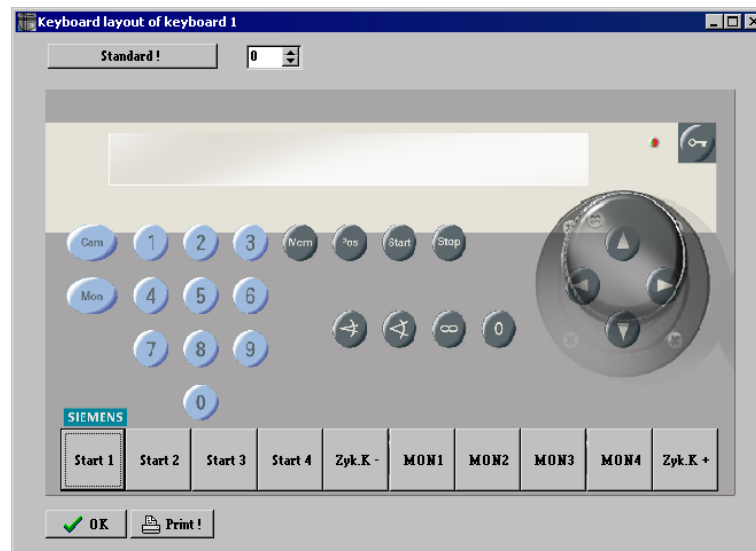 Keyboard layout of keyboard 1
Standard !
0
Cam 1 2 3 Mem Pos Start Stop
Mon 4 5 6
∞ 0
7 8 9
0
SIEMENS
Start 1 Start 2 Start 3 Start 4 Zyk.K - MON1 MON2 MON3 MON4 Zyk.K +
OK Print !